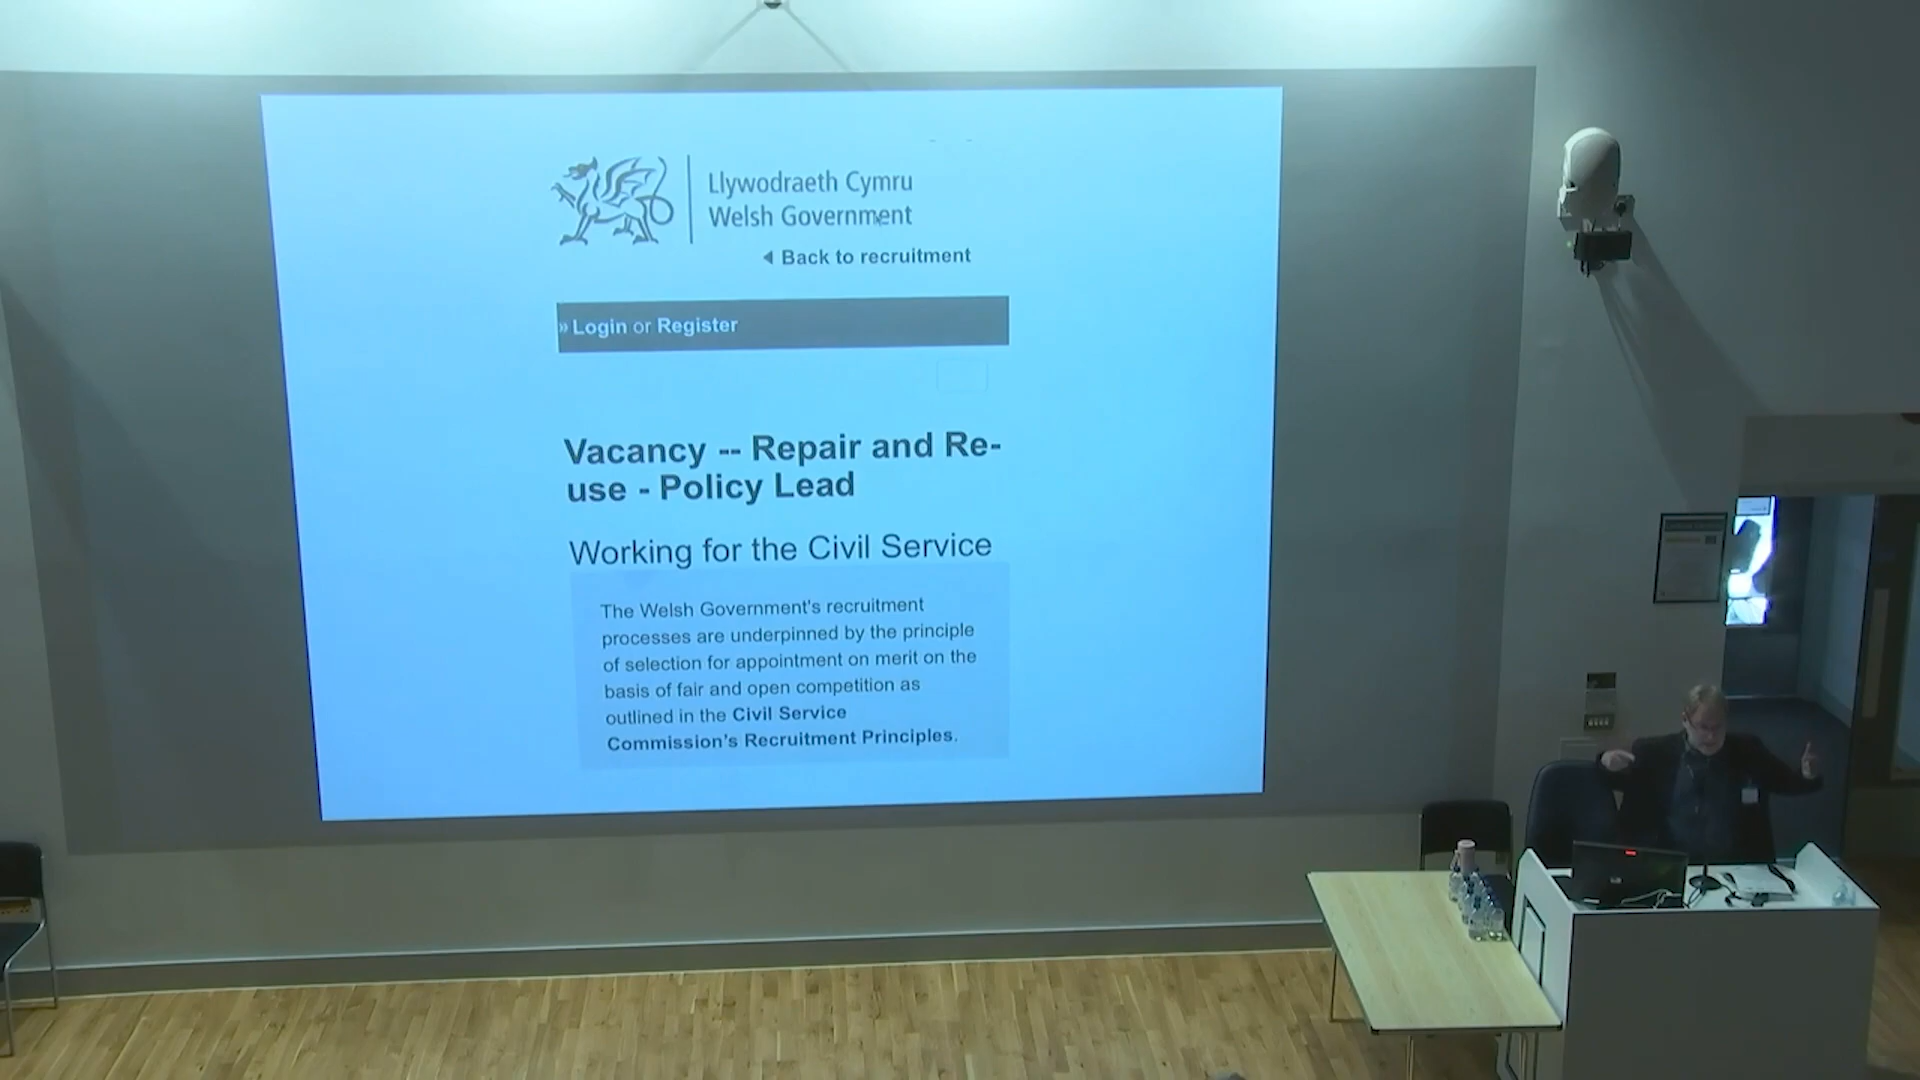 Llywodraeth Cymru
Welsh Government
Back to recruitment
» Login or Register
Vacancy -- Repair and Re-
use - Policy Lead
Working for the Civil Service
The Welsh Government's recruitment
processes are underpinned by the principle
of selection for appointment on merit on the
basis of fair and open competition as
outlined in the Civil Service
Commission's Recruitment Principles.